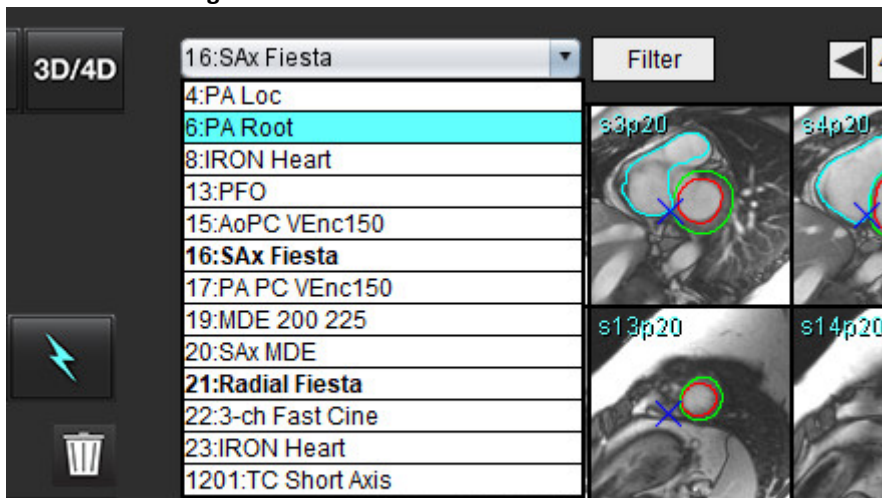 3D/4D
16:SAx Fiesta
Filter
4:PA Loc
6:PA Root
8:IRON Heart
13:PFO
15:AoPC VEnc150
16:SAx Fiesta
17:PA PC VEnc150
19:MDE 200 225
20:SAx MDE
21:Radial Fiesta
22:3-ch Fast Cine
23:IRON Heart
1201:TC Short Axis
s3p20
s4p20
s13p20
s14p20